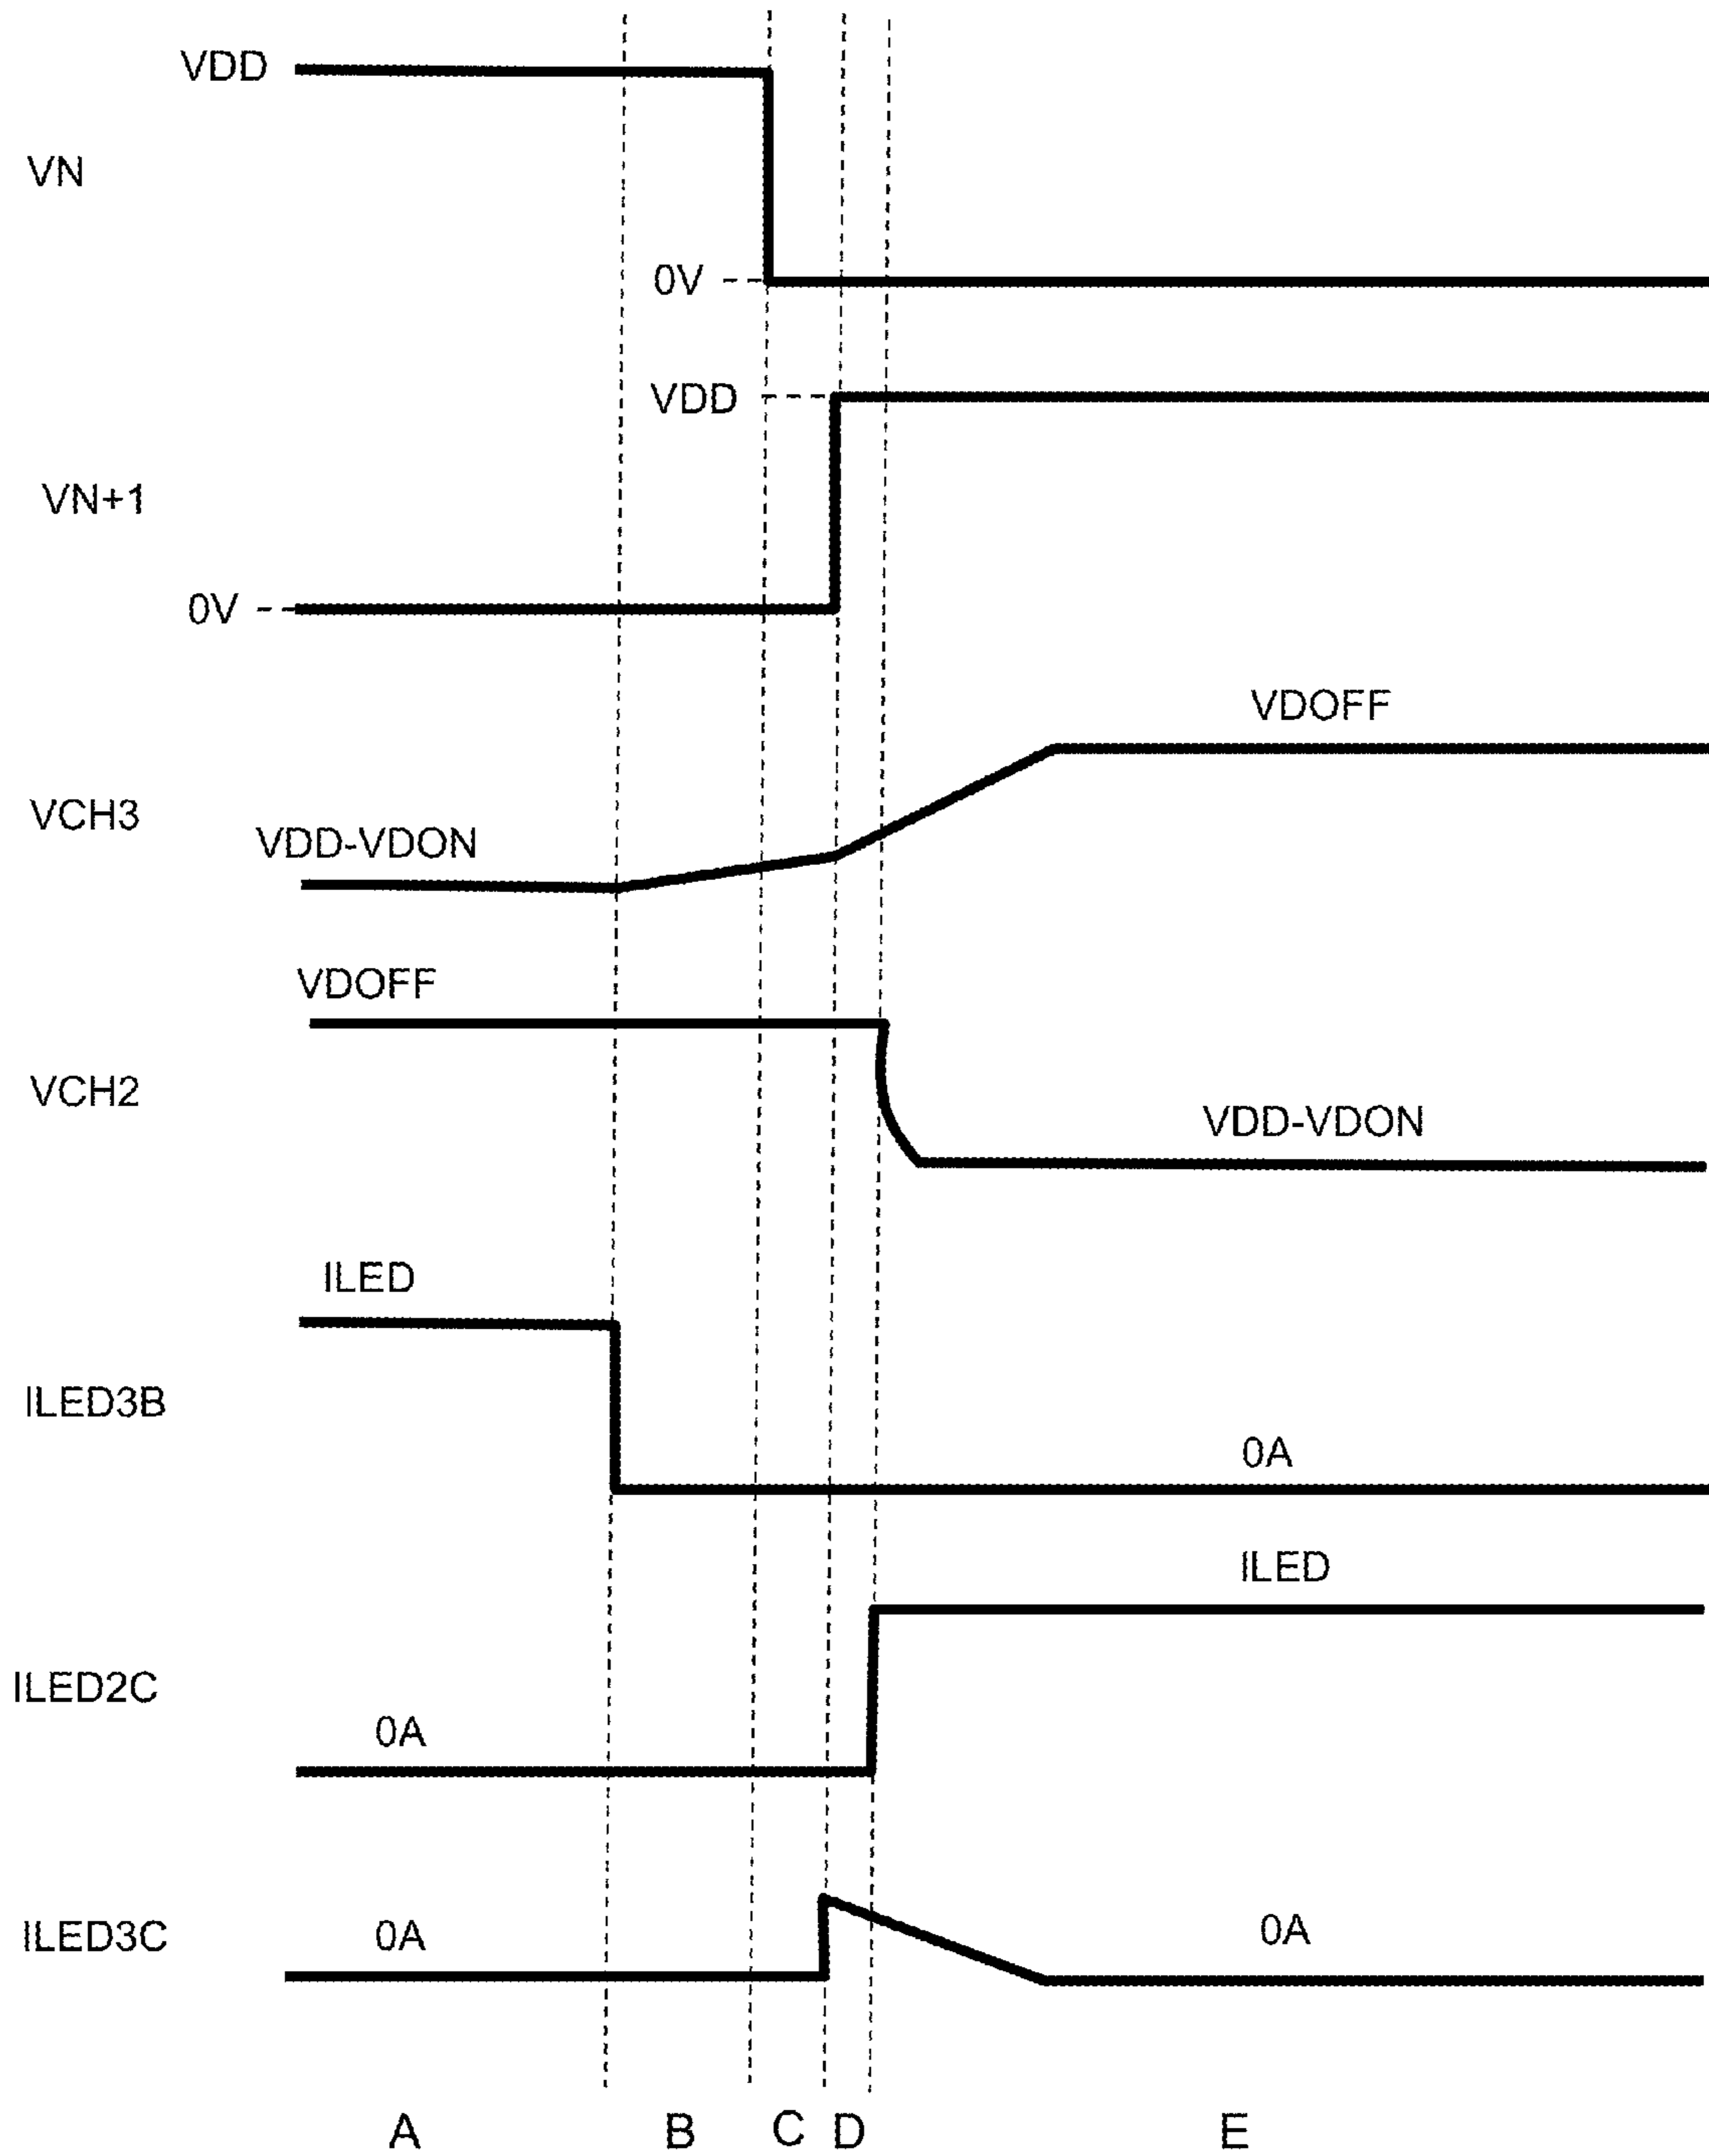 VDD
VN
0V
VDD
VN+1
0V
VDOFF
VCH3
VDD-VDON
VDOFF
VCH2
VDD-VDON
ILED
ILED3B
0A
ILED
ILED2C
0A
ILED3C
0A
0A
A B C D E